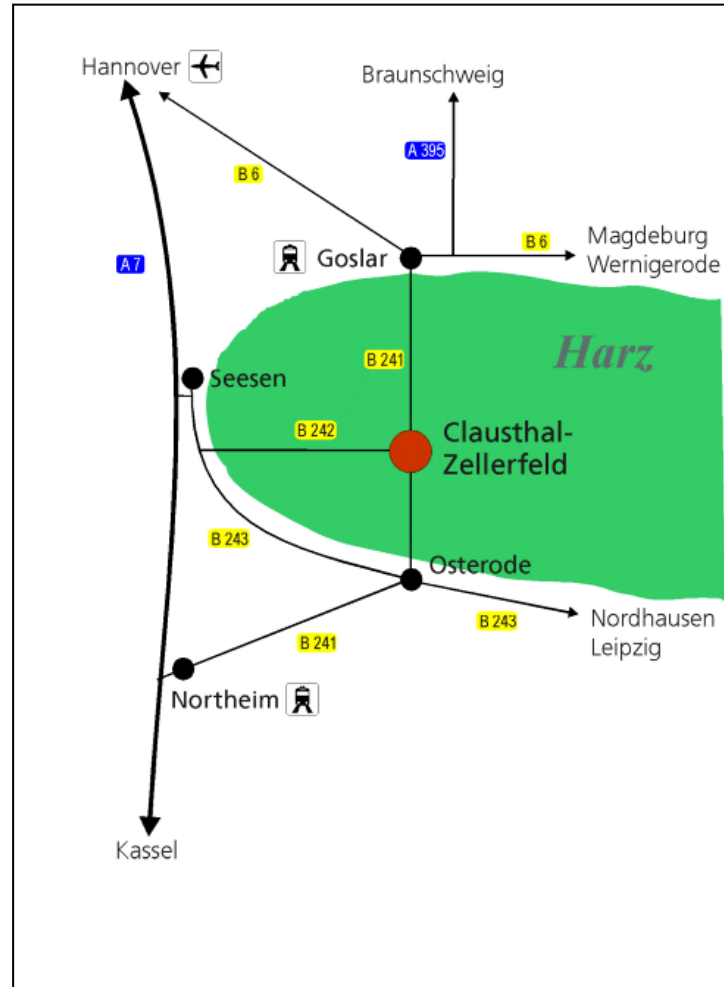 Hannover
Braunschweig
A 395
B 6
B 6
Magdeburg
Wernigerode
Goslar
A 7
Harz
B 241
Seesen
B 242
Clausthal-
Zellerfeld
B 243
Osterode
B 243
Nordhausen
Leipzig
B 241
Northeim
Kassel